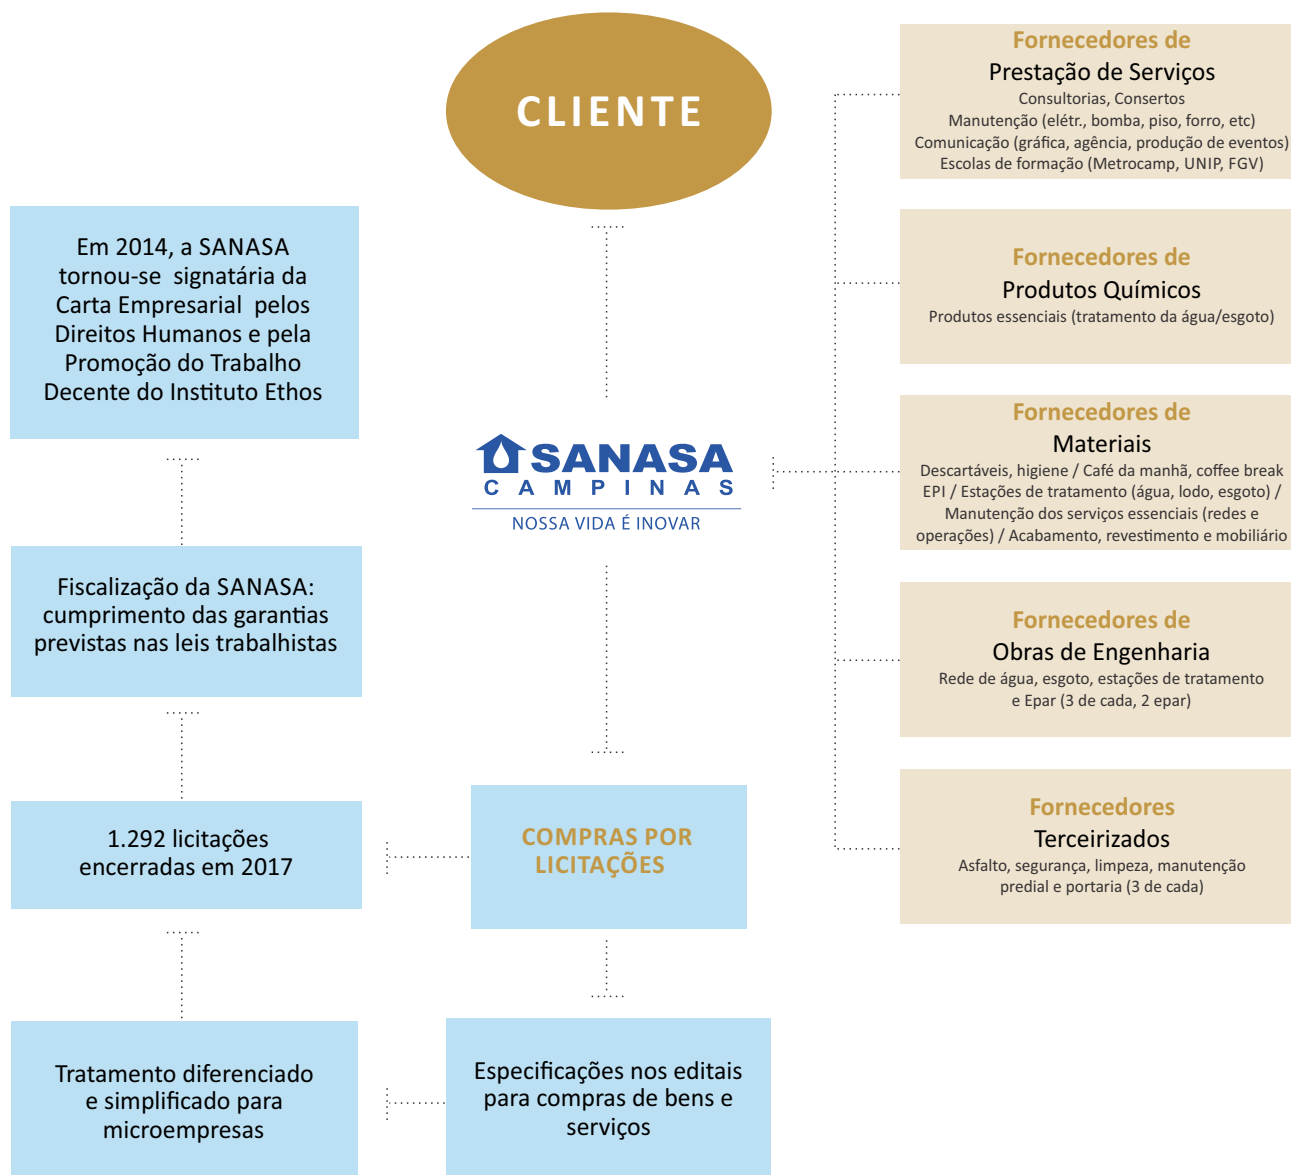 CLIENTE
Fornecedores de
Prestação de Serviços
Consultorias, Consertos
Manutenção (elétr., bomba, piso, forro, etc)
Comunicação (gráfica, agência, produção de eventos)
Escolas de formação (Metrocamp, UNIP, FGV)
Fornecedores de
Produtos Químicos
Produtos essenciais (tratamento da água/esgoto)
Fornecedores de
Materiais
Descartáveis, higiene / Café da manhã, coffee break
EPI / Estações de tratamento (água, lodo, esgoto) /
Manutenção dos serviços essenciais (redes e
operações) / Acabamento, revestimento e mobiliário
Fornecedores de
Obras de Engenharia
Rede de água, esgoto, estações de tratamento
e Epar (3 de cada, 2 epar)
Fornecedores
Terceirizados
Asfalto, segurança, limpeza, manutenção
predial e portaria (3 de cada)
SANASA
CAMPINAS
NOSSA VIDA É INOVAR
COMPRAS POR
LICITAÇÕES
Especificações nos editais
para compras de bens e
serviços
Tratamento diferenciado
e simplificado para
microempresas
1.292 licitações
encerradas em 2017
Fiscalização da SANASA:
cumprimento das garantias
previstas nas leis trabalhistas
Em 2014, a SANASA
tornou-se signatária da
Carta Empresarial pelos
Direitos Humanos e pela
Promoção do Trabalho
Decente do Instituto Ethos